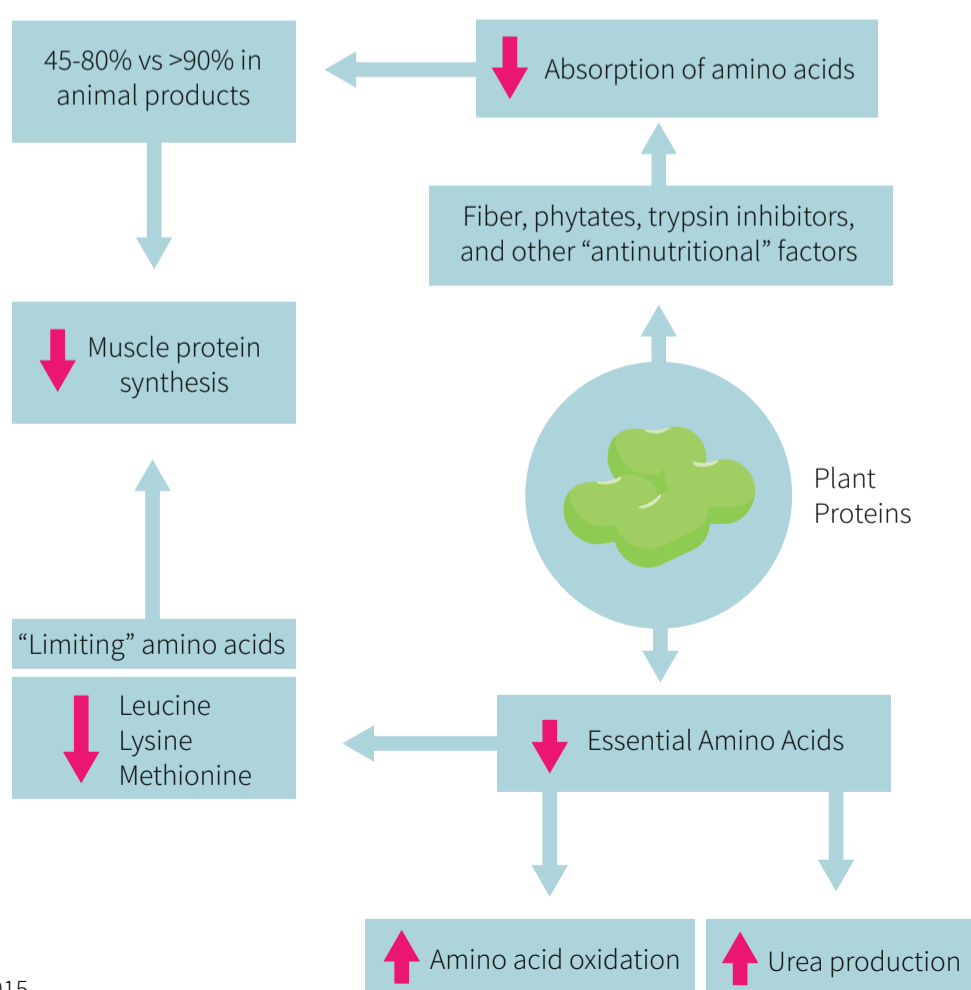 45-80% vs >90% in
animal products
Absorption of amino acids
Fiber, phytates, trypsin inhibitors,
and other “antinutritional” factors
Muscle protein
synthesis
Plant
Proteins
“Limiting” amino acids
Leucine
Lysine
Methionine
Essential Amino Acids
Amino acid oxidation
Urea production